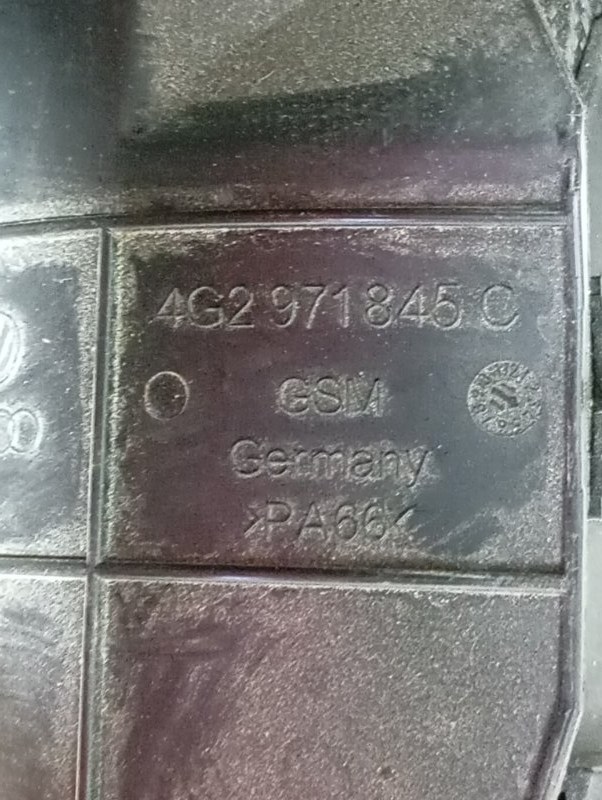 4G2 971 845 C
GSM
Germany
>PA66<